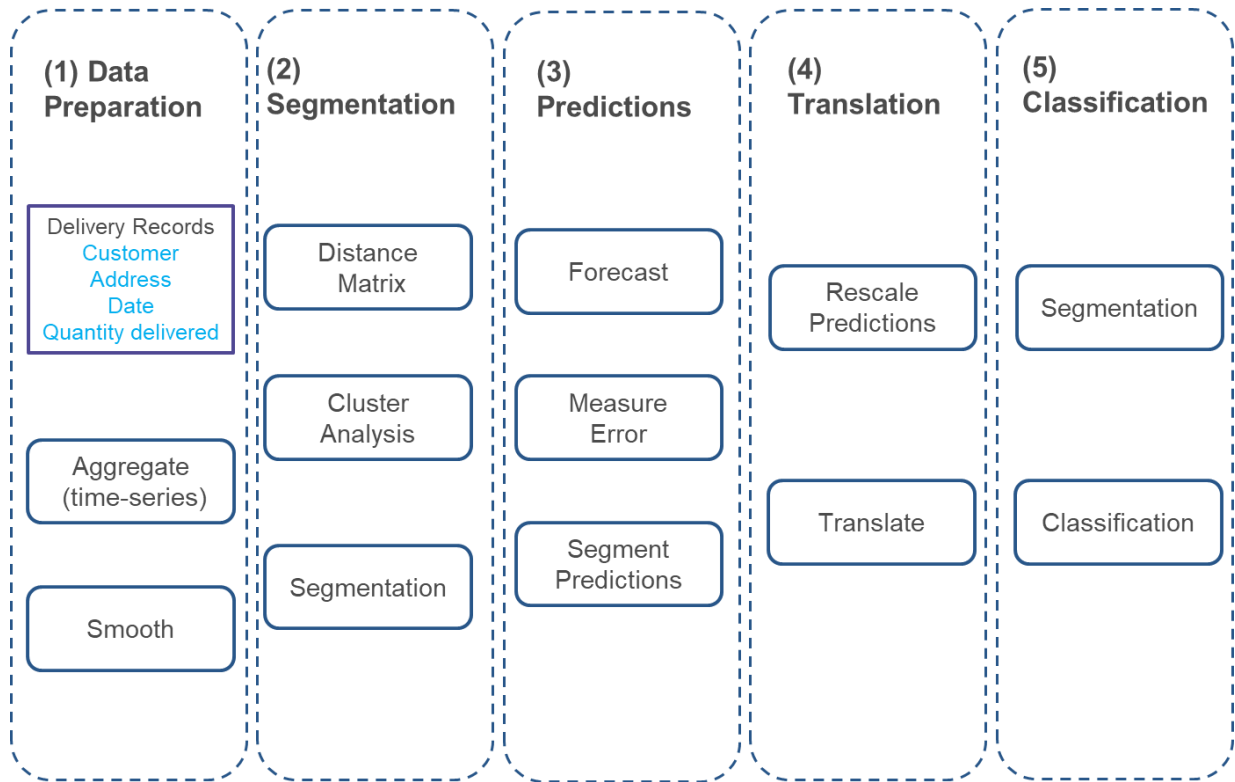 (1) Data
Preparation
Delivery Records
Customer
Address
Date
Quantity delivered
Aggregate
(time-series)
Smooth
(2)
Segmentation
Distance
Matrix
Cluster
Analysis
Segmentation
(3)
Predictions
Forecast
Measure
Error
Segment
Predictions
(4)
Translation
Rescale
Predictions
Translate
(5)
Classification
Segmentation
Classification